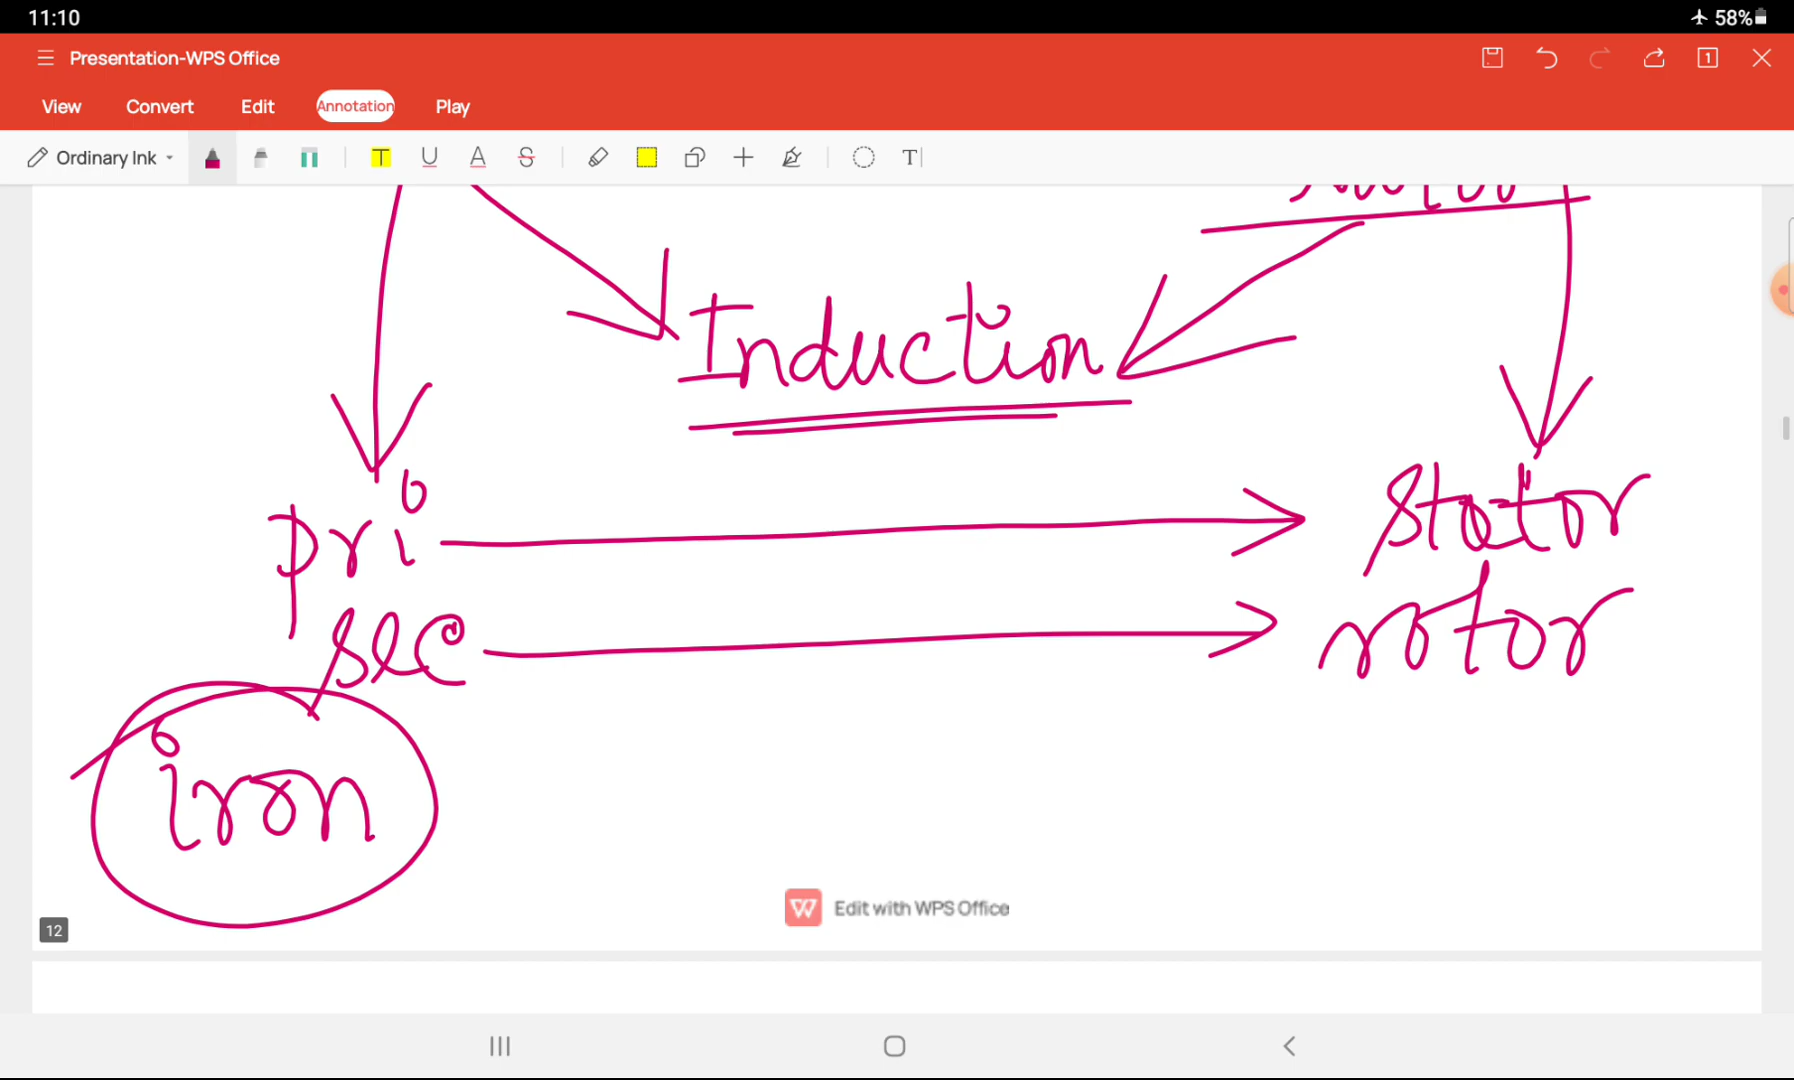 11:10
58%
Presentation-WPS Office
1
View Convert Edit Annotation Play
Ordinary Ink T U A S T
Induction
pri
stator
sec
rotor
iron
Edit with WPS Office
12